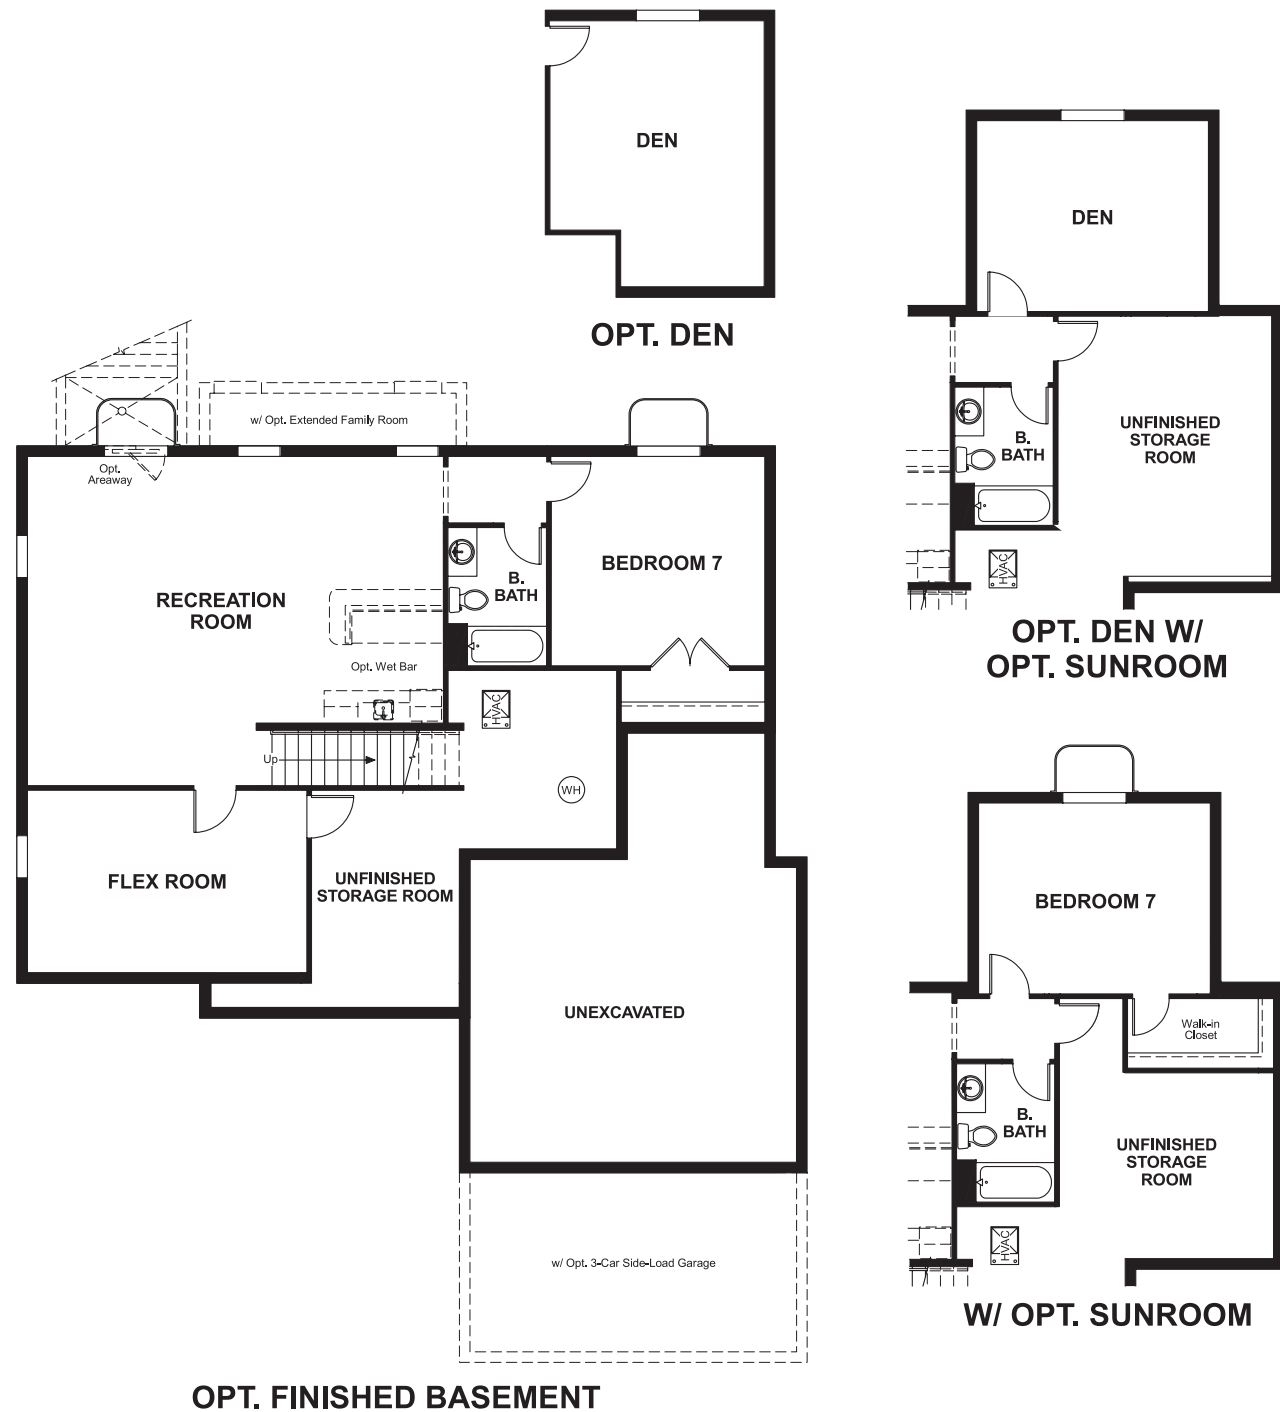 DEN
OPT. DEN
DEN
UNFINISHED
STORAGE
ROOM
B.
BATH
HVAC
OPT. DEN W/
OPT. SUNROOM
w/ Opt. Extended Family Room
Opt.
Areaway
RECREATION
ROOM
BEDROOM 7
B.
BATH
Opt. Wet Bar
HVAC
Up
WH
FLEX ROOM
UNFINISHED
STORAGE ROOM
UNEXCAVATED
w/ Opt. 3-Car Side-Load Garage
OPT. FINISHED BASEMENT
BEDROOM 7
Walk-in
Closet
B.
BATH
UNFINISHED
STORAGE
ROOM
HVAC
W/ OPT. SUNROOM